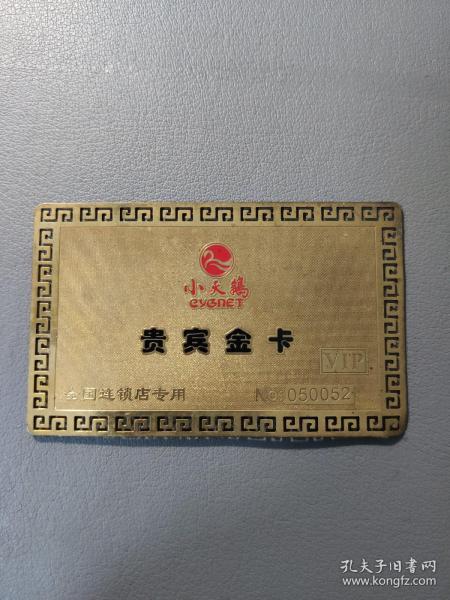 小天鹅
CYGNET
贵宾金卡
VIP
全国连锁店专用 No:050052
孔夫子旧书网
www.kongfz.com